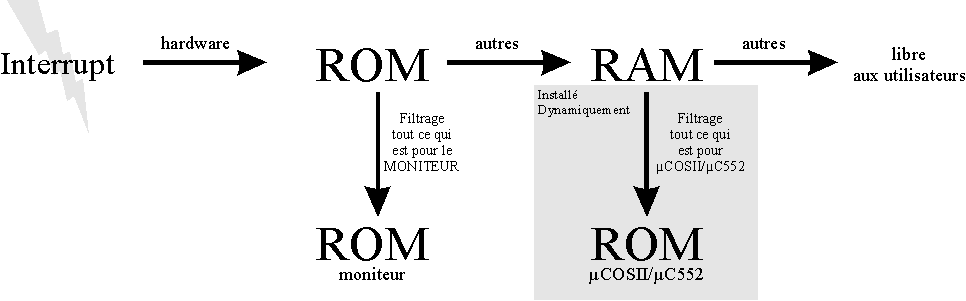 hardware
autres
autres
Interrupt
ROM
RAM
libre
aux utilisateurs
Installé
Dynamiquement
Filtrage
tout ce qui
est pour le
MONITEUR
Filtrage
tout ce qui
est pour
µCOSII/µC552
ROM
moniteur
ROM
µCOSII/µC552